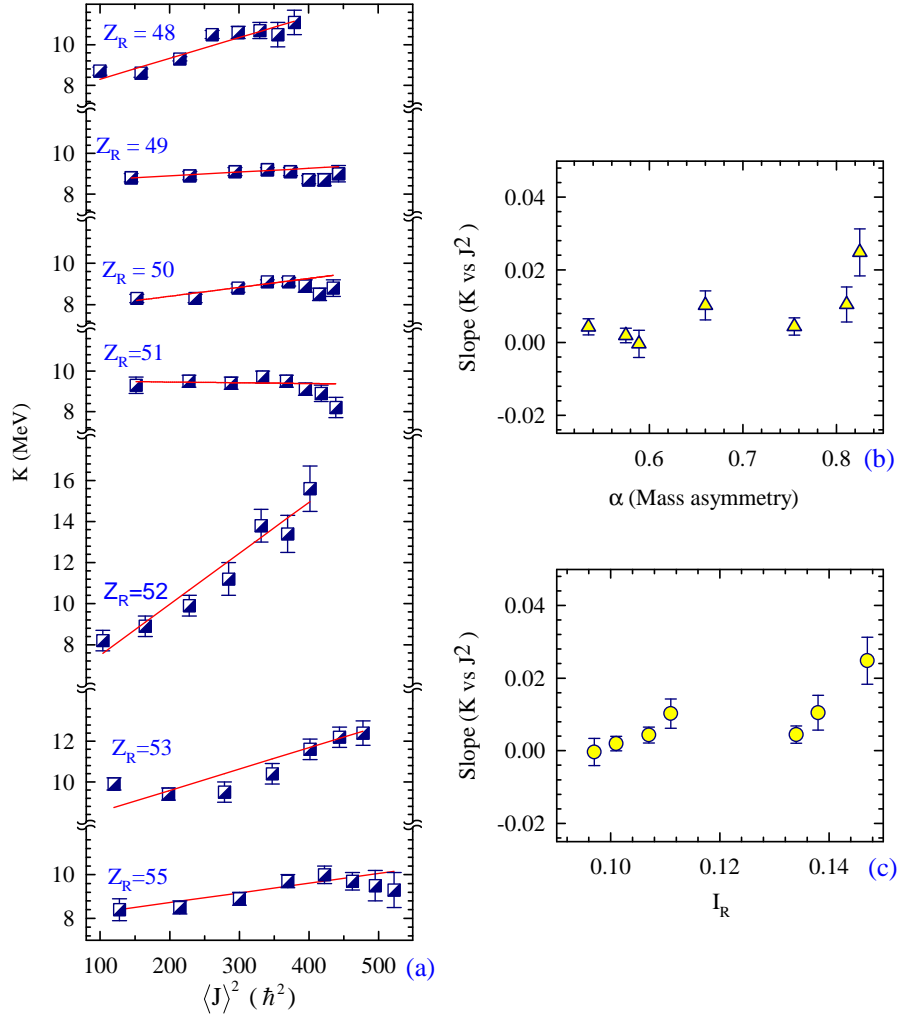 Z_R = 48
10
8
Z_R = 49
10
8
Z_R = 50
10
8
Z_R=51
10
8
K (MeV)
16
14
12
10
8
Z_R=52
12
10
Z_R=53
10
8
Z_R=55
100 200 300 400 500
(a)
⟨J⟩² (ℏ²)
0.04
0.02
0.00
-0.02
Slope (K vs J²)
0.6 0.7 0.8
(b)
α (Mass asymmetry)
0.04
0.02
0.00
-0.02
Slope (K vs J²)
0.10 0.12 0.14
(c)
I_R